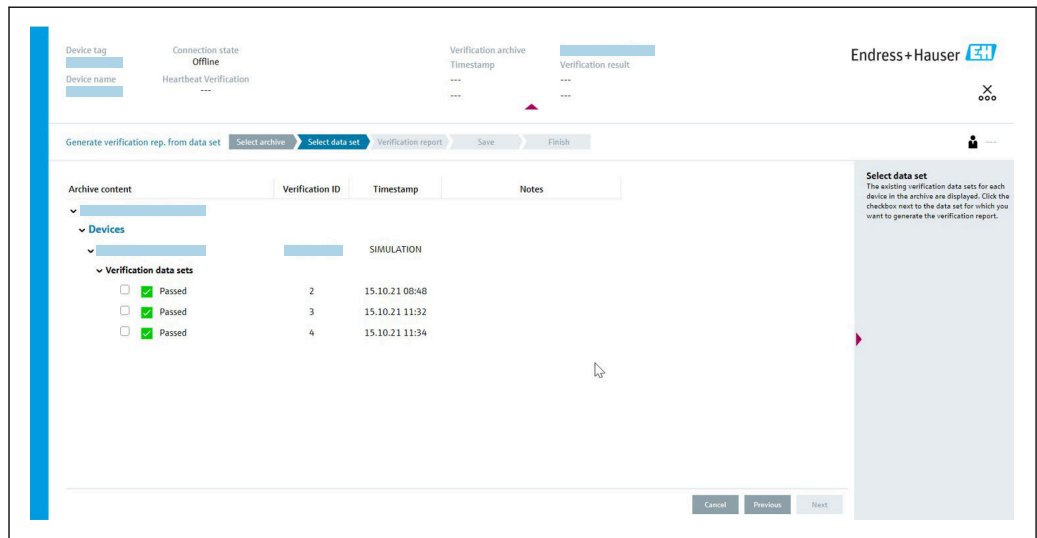 Device tag Connection state Verification archive
Offline Timestamp Verification result
Device name Heartbeat Verification --- ---
--- --- ---
Endress+Hauser EH
Generate verification rep. from data set Select archive Select data set Verification report Save Finish ---
Archive content Verification ID Timestamp Notes
Devices
SIMULATION
Verification data sets
Passed 2 15.10.21 08:48
Passed 3 15.10.21 11:32
Passed 4 15.10.21 11:34
Select data set
The existing verification data sets for each
device in the archive are displayed. Click the
checkbox next to the data set for which you
want to generate the verification report.
Cancel Previous Next